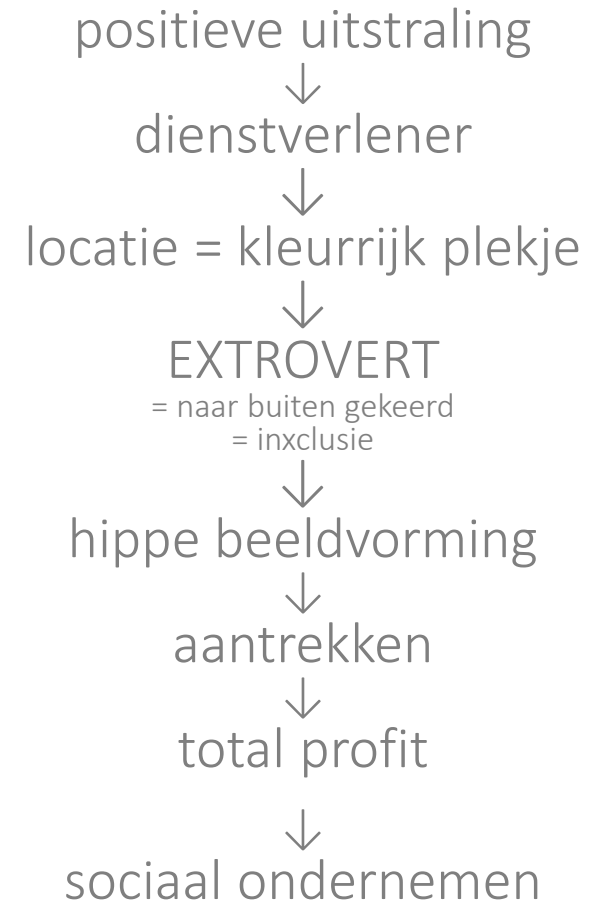 positieve uitstraling
↓
dienstverlener
↓
locatie = kleurrijk plekje
↓
EXTROVERT
= naar buiten gekeerd
= inxclusie
↓
hippe beeldvorming
↓
aantrekken
↓
total profit
↓
sociaal ondernemen